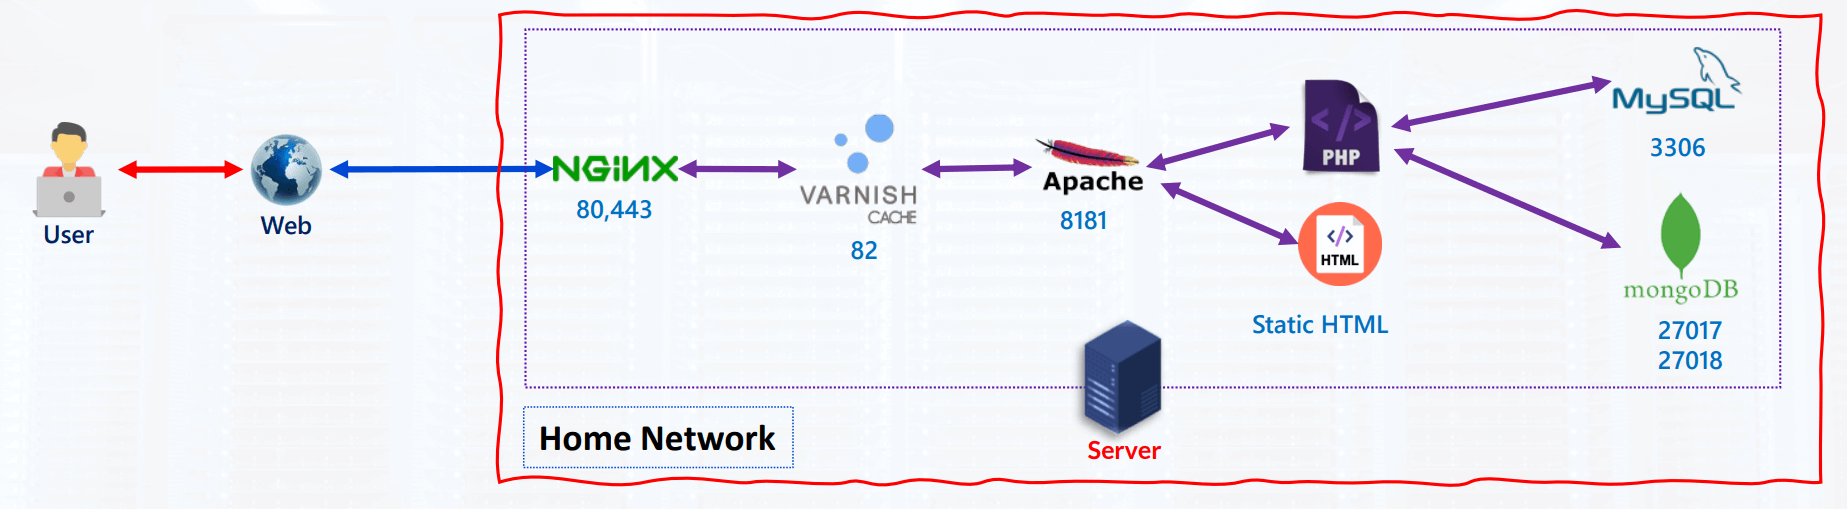 User
Web
NGINX
80,443
VARNISH
CACHE
82
Apache
8181
</>
PHP
</>
HTML
Static HTML
MySQL
3306
mongoDB
27017
27018
Home Network
Server